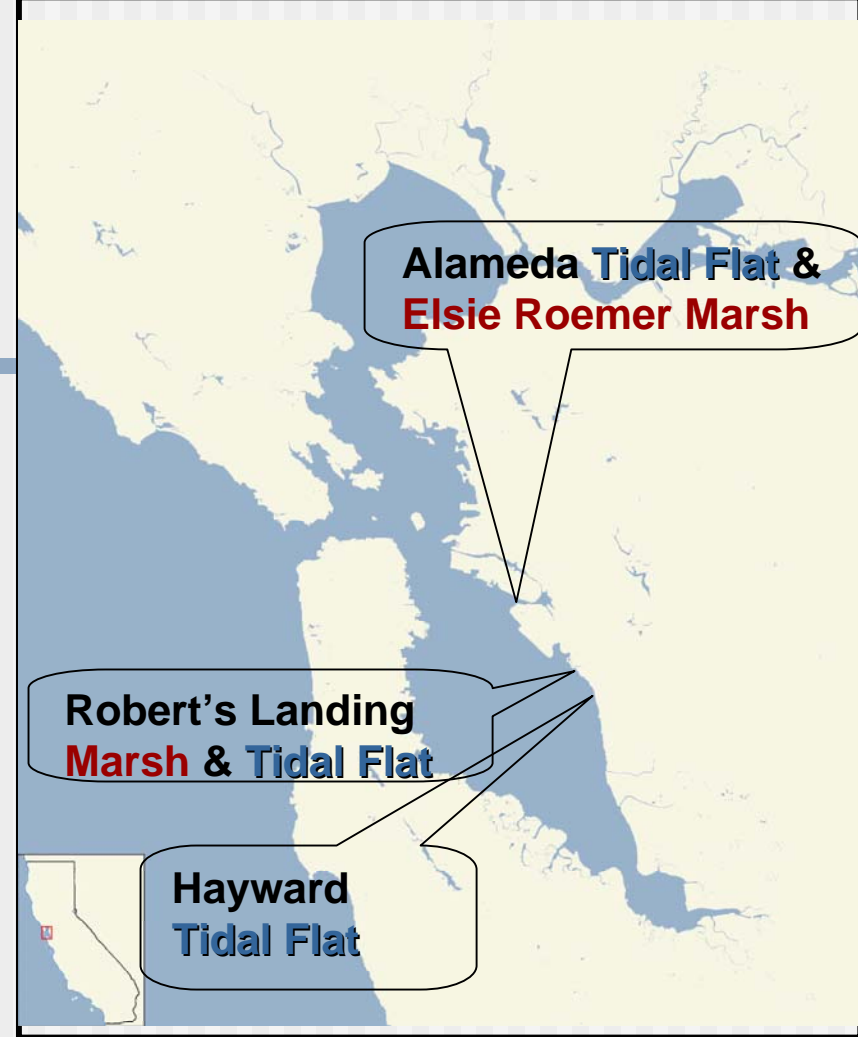 Alameda Tidal Flat &
Elsie Roemer Marsh
Robert’s Landing
Marsh & Tidal Flat
Hayward
Tidal Flat